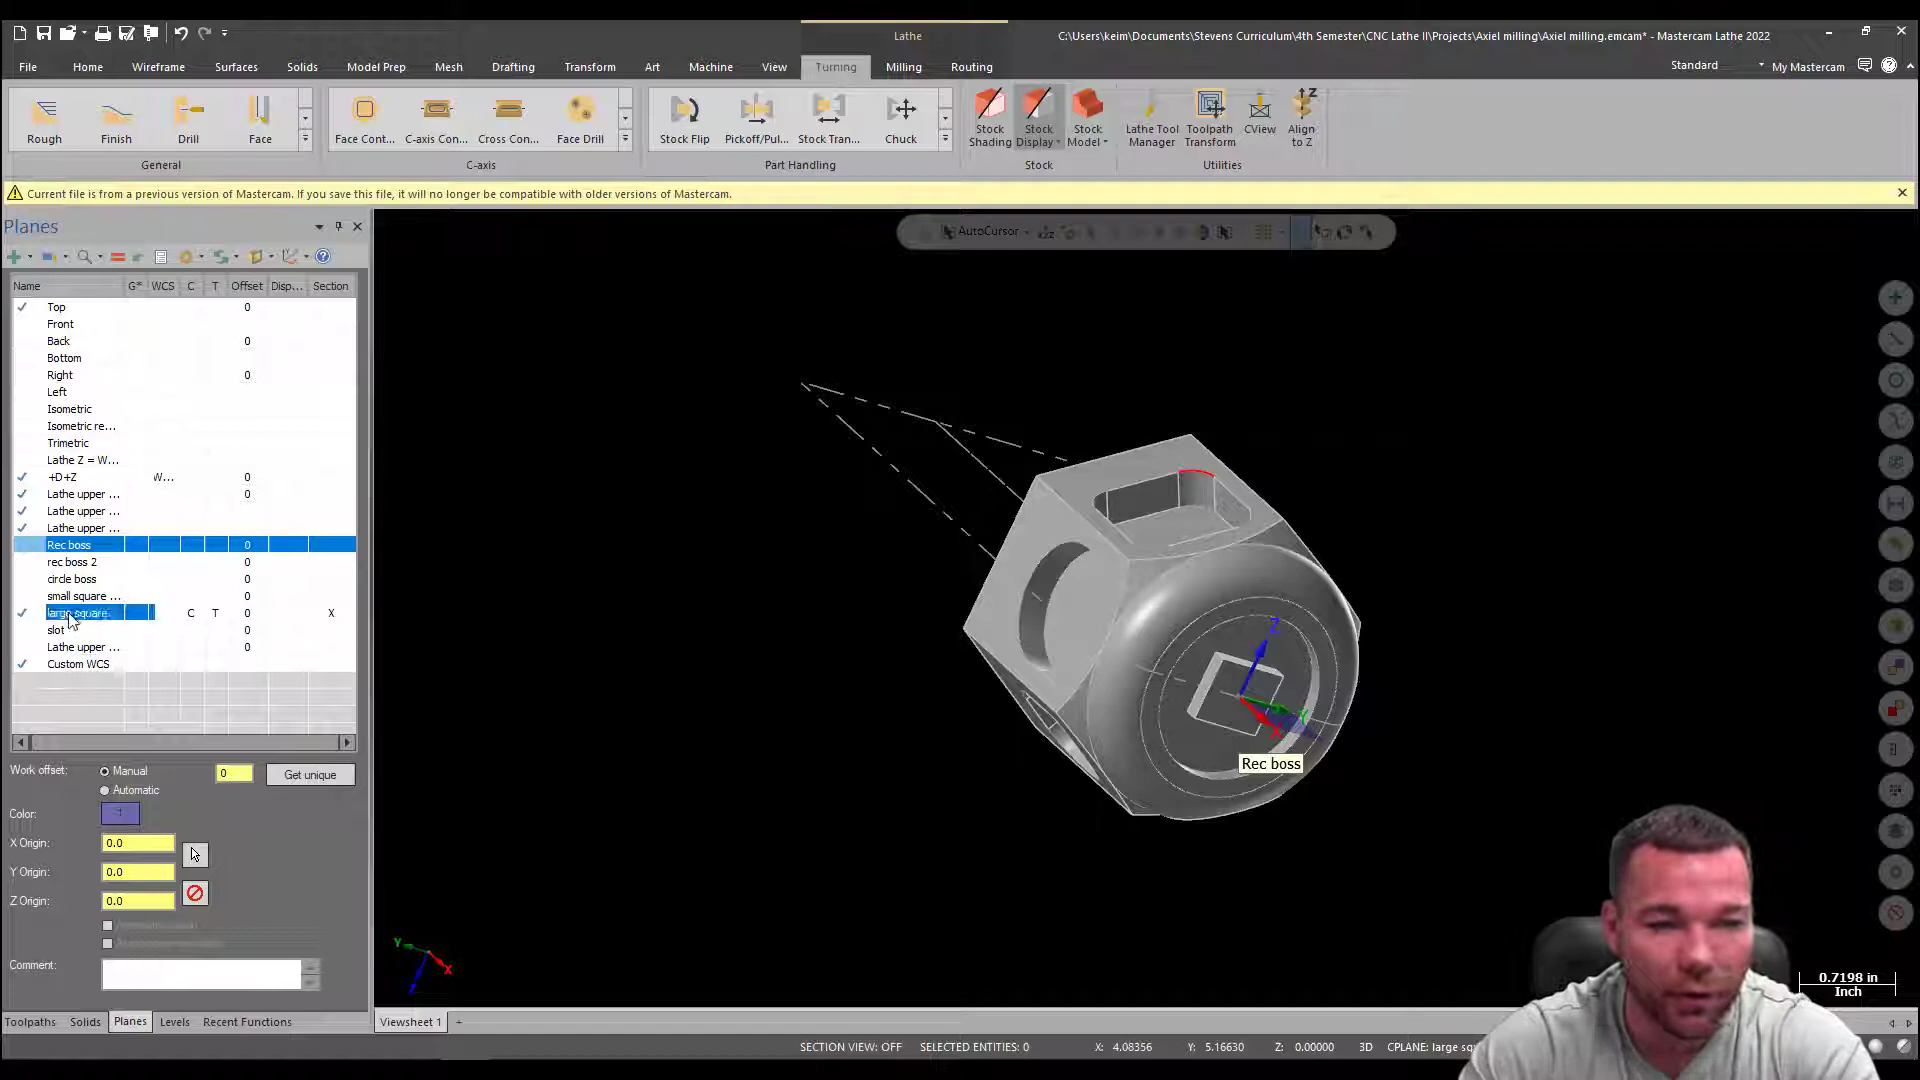 Lathe
C:\Users\keim\Documents\Stevens Curriculum\4th Semester\CNC Lathe II\Projects\Axiel milling\Axiel milling.emcam* - Mastercam Lathe 2022
File Home Wireframe Surfaces Solids Model Prep Mesh Drafting Transform Art Machine View Turning Milling Routing
Standard My Mastercam
Rough Finish Drill Face
General
Face Cont... C-axis Con... Cross Con... Face Drill
C-axis
Stock Flip Pickoff/Pul... Stock Tran... Chuck
Part Handling
Stock Shading Stock Display Stock Model
Stock
Lathe Tool Manager Toolpath Transform CView Align to Z
Utilities
Current file is from a previous version of Mastercam. If you save this file, it will no longer be compatible with older versions of Mastercam.
Planes
AutoCursor
Name G* WCS C T Offset Disp... Section
Top 0
Front
Back 0
Bottom
Right 0
Left
Isometric
Isometric re...
Trimetric
Lathe Z = W...
+D+Z W... 0
Lathe upper ... 0
Lathe upper ...
Lathe upper ...
Rec boss 0
rec boss 2 0
circle boss 0
small square ... 0
large square C T 0 X
slot 0
Lathe upper ... 0
Custom WCS
Work offset: Manual 0 Get unique
Automatic
Color:
X Origin: 0.0
Y Origin: 0.0
Z Origin: 0.0
Comment:
Z
Y
X
Rec boss
Y
X
Z
0.7198 in
Inch
Toolpaths Solids Planes Levels Recent Functions
Viewsheet 1 +
SECTION VIEW: OFF SELECTED ENTITIES: 0 X: 4.08356 Y: 5.16630 Z: 0.00000 3D CPLANE: large squ